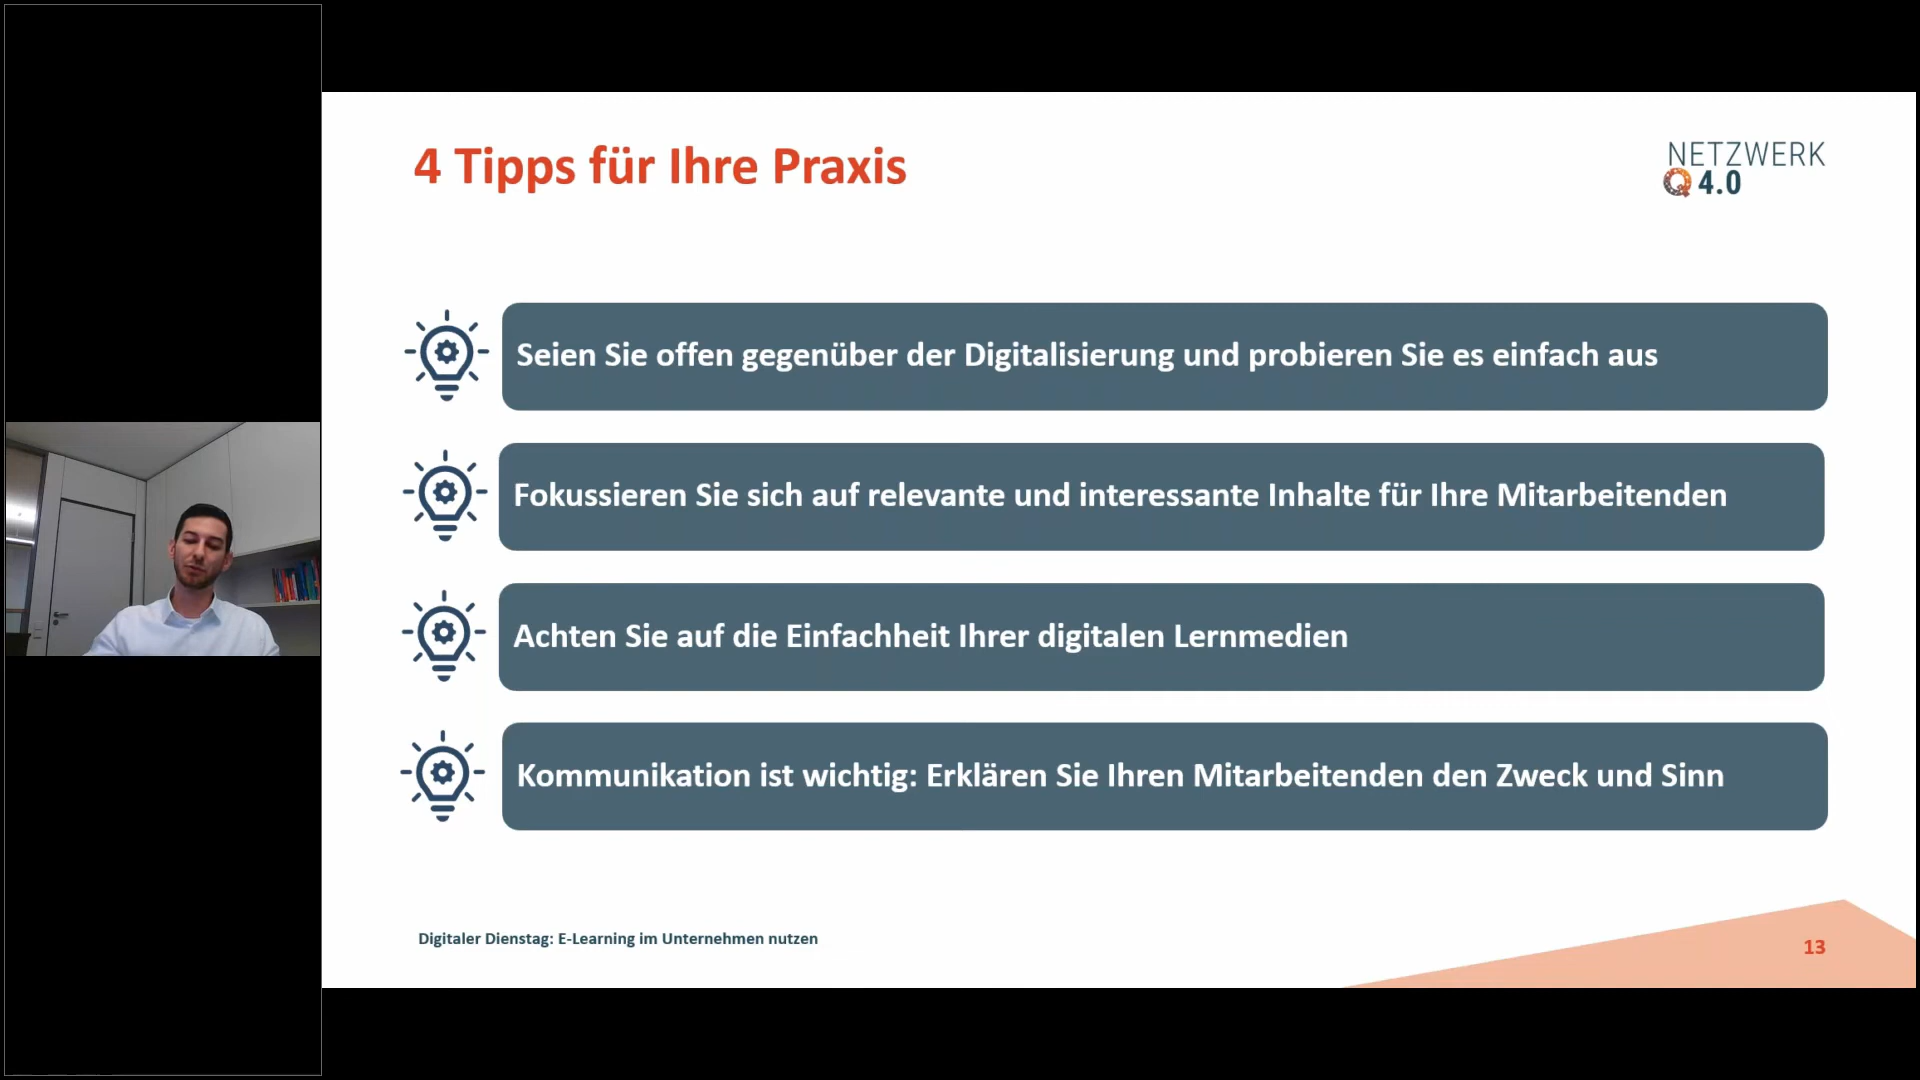 4 Tipps für Ihre Praxis
NETZWERK
Q 4.0
Seien Sie offen gegenüber der Digitalisierung und probieren Sie es einfach aus
Fokussieren Sie sich auf relevante und interessante Inhalte für Ihre Mitarbeitenden
Achten Sie auf die Einfachheit Ihrer digitalen Lernmedien
Kommunikation ist wichtig: Erklären Sie Ihren Mitarbeitenden den Zweck und Sinn
Digitaler Dienstag: E-Learning im Unternehmen nutzen
13